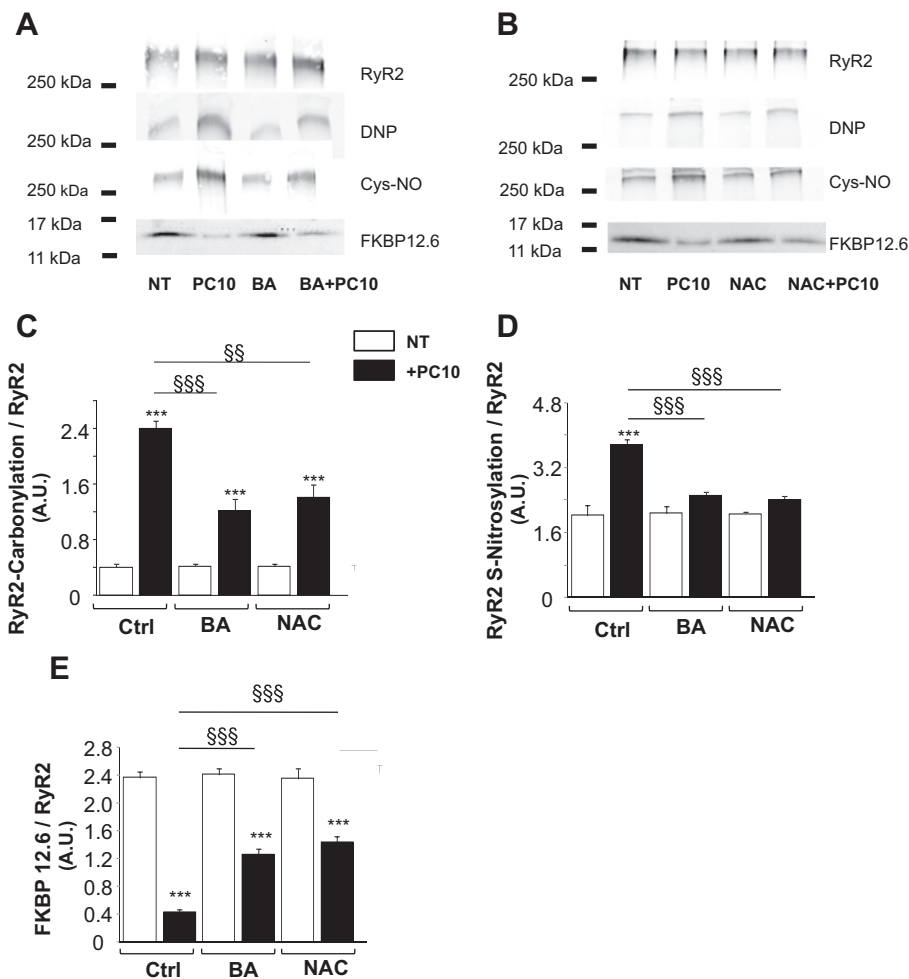 A
RyR2
250 kDa
DNP
250 kDa
Cys-NO
250 kDa
17 kDa
FKBP12.6
11 kDa
NT PC10 BA BA+PC10
B
RyR2
250 kDa
DNP
250 kDa
Cys-NO
250 kDa
17 kDa
FKBP12.6
11 kDa
NT PC10 NAC NAC+PC10
C
NT
+PC10
RyR2-Carbonylation / RyR2
(A.U.)
§§
§§§
***
***
***
2.4
1.6
0.8
0
Ctrl BA NAC
D
RyR2 S-Nitrosylation / RyR2
(A.U.)
§§§
§§§
***
4.8
3.2
1.6
0
Ctrl BA NAC
E
FKBP 12.6 / RyR2
(A.U.)
§§§
§§§
***
***
***
2.8
2.4
2.0
1.6
1.2
0.8
0.4
0
Ctrl BA NAC